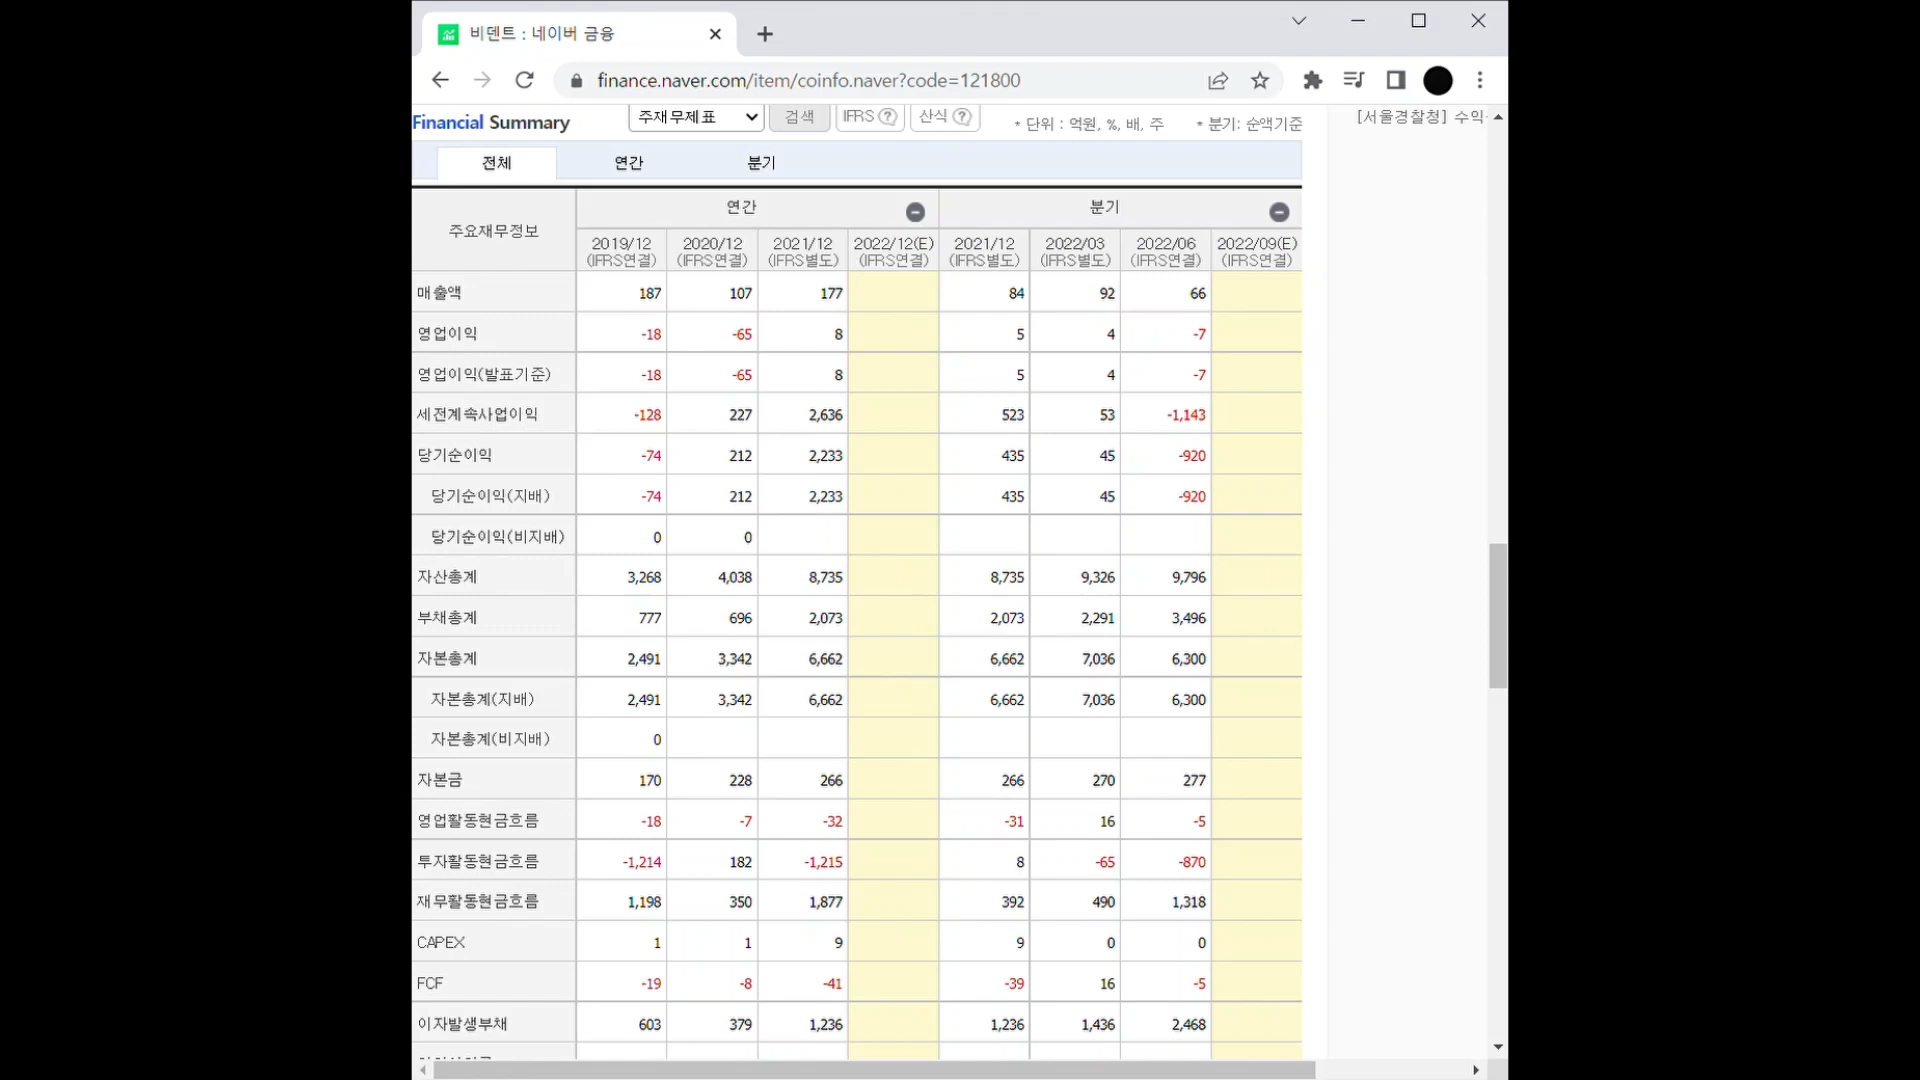 비덴트 : 네이버 금융
finance.naver.com/item/coinfo.naver?code=121800
Financial Summary 주재무제표 검색 IFRS ? 산식 ? * 단위 : 억원, %, 배, 주 * 분기: 순액기준
[서울경찰청] 수익
전체 연간 분기
주요재무정보 연간 분기
2019/12 2020/12 2021/12 2022/12(E) 2021/12 2022/03 2022/06 2022/09(E)
(IFRS연결) (IFRS연결) (IFRS별도) (IFRS연결) (IFRS별도) (IFRS별도) (IFRS연결) (IFRS연결)
매출액 187 107 177 84 92 66
영업이익 -18 -65 8 5 4 -7
영업이익(발표기준) -18 -65 8 5 4 -7
세전계속사업이익 -128 227 2,636 523 53 -1,143
당기순이익 -74 212 2,233 435 45 -920
당기순이익(지배) -74 212 2,233 435 45 -920
당기순이익(비지배) 0 0
자산총계 3,268 4,038 8,735 8,735 9,326 9,796
부채총계 777 696 2,073 2,073 2,291 3,496
자본총계 2,491 3,342 6,662 6,662 7,036 6,300
자본총계(지배) 2,491 3,342 6,662 6,662 7,036 6,300
자본총계(비지배) 0
자본금 170 228 266 266 270 277
영업활동현금흐름 -18 -7 -32 -31 16 -5
투자활동현금흐름 -1,214 182 -1,215 8 -65 -870
재무활동현금흐름 1,198 350 1,877 392 490 1,318
CAPEX 1 1 9 9 0 0
FCF -19 -8 -41 -39 16 -5
이자발생부채 603 379 1,236 1,236 1,436 2,468